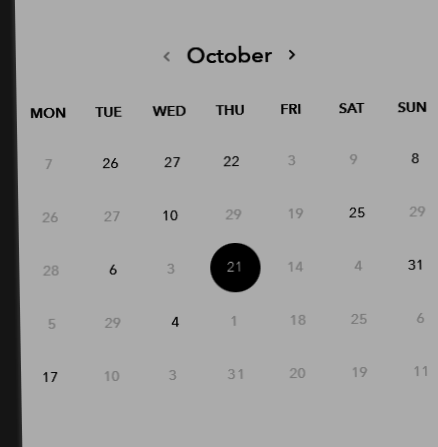 ‹ October ›
MON TUE WED THU FRI SAT SUN
7 26 27 22 3 9 8
26 27 10 29 19 25 29
28 6 3 21 14 4 31
5 29 4 1 18 25 6
17 10 3 31 20 19 11